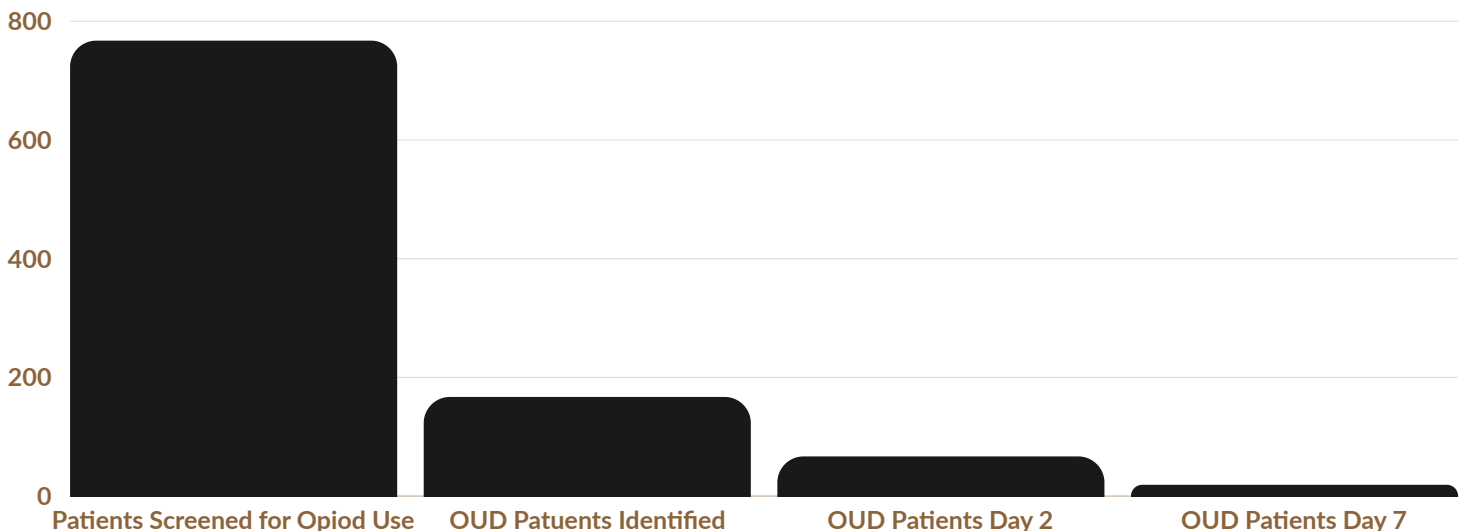 800
600
400
200
0
Patients Screened for Opiod Use
OUD Patuents Identified
OUD Patients Day 2
OUD Patients Day 7